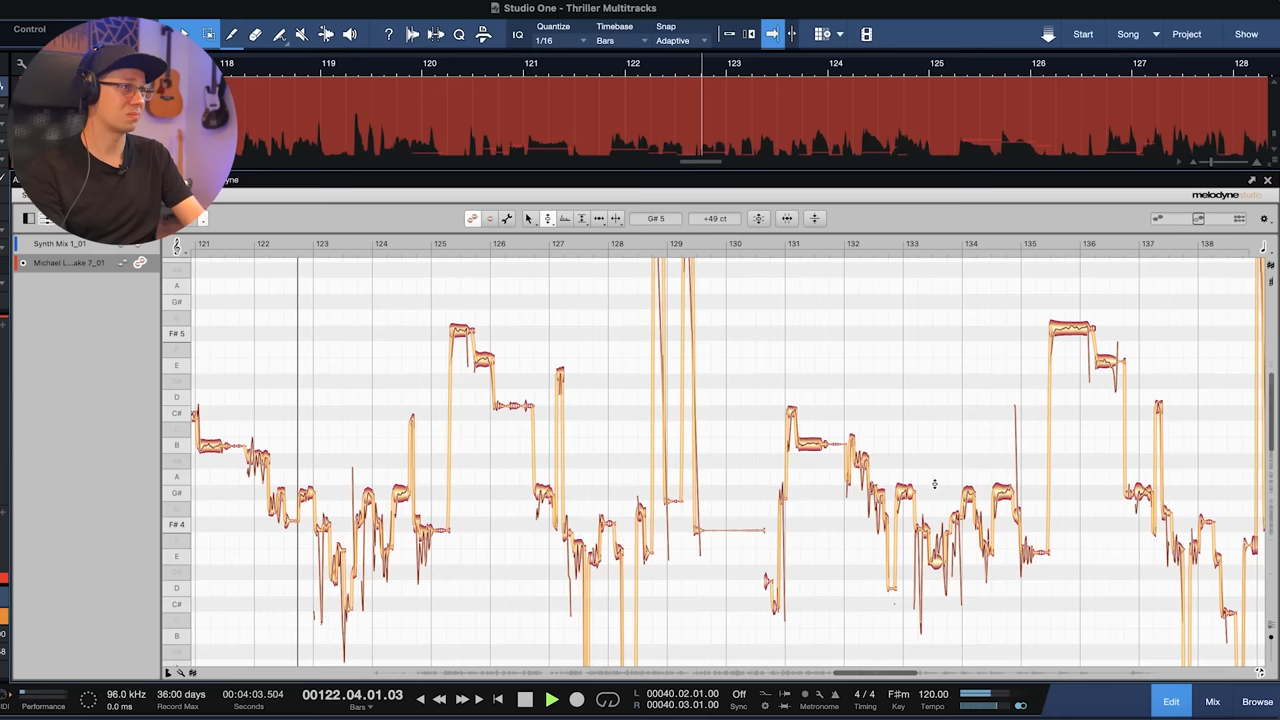 Studio One - Thriller Multitracks
Control
Quantize
Timebase
Snap
IQ
1/16
Bars
Adaptive
Start
Song
Project
Show
118 119 120 121 122 123 124 125 126 127 128
melodyne studio
G# 5
+49 ct
Synth Mix 1_01
Michael L...ake 7_01
121 122 123 124 125 126 127 128 129 130 131 132 133 134 135 136 137 138
A
G#
F# 5
E
D
C#
B
A
G#
F# 4
E
D
C#
B
96.0 kHz
0.0 ms
Performance
36:00 days
Record Max
00:04:03.504
Seconds
00122.04.01.03
Bars
L 00040.02.01.00
R 00040.03.01.00
Off
Sync
Metronome
4 / 4
Timing
F#m
Key
120.00
Tempo
Edit
Mix
Browse